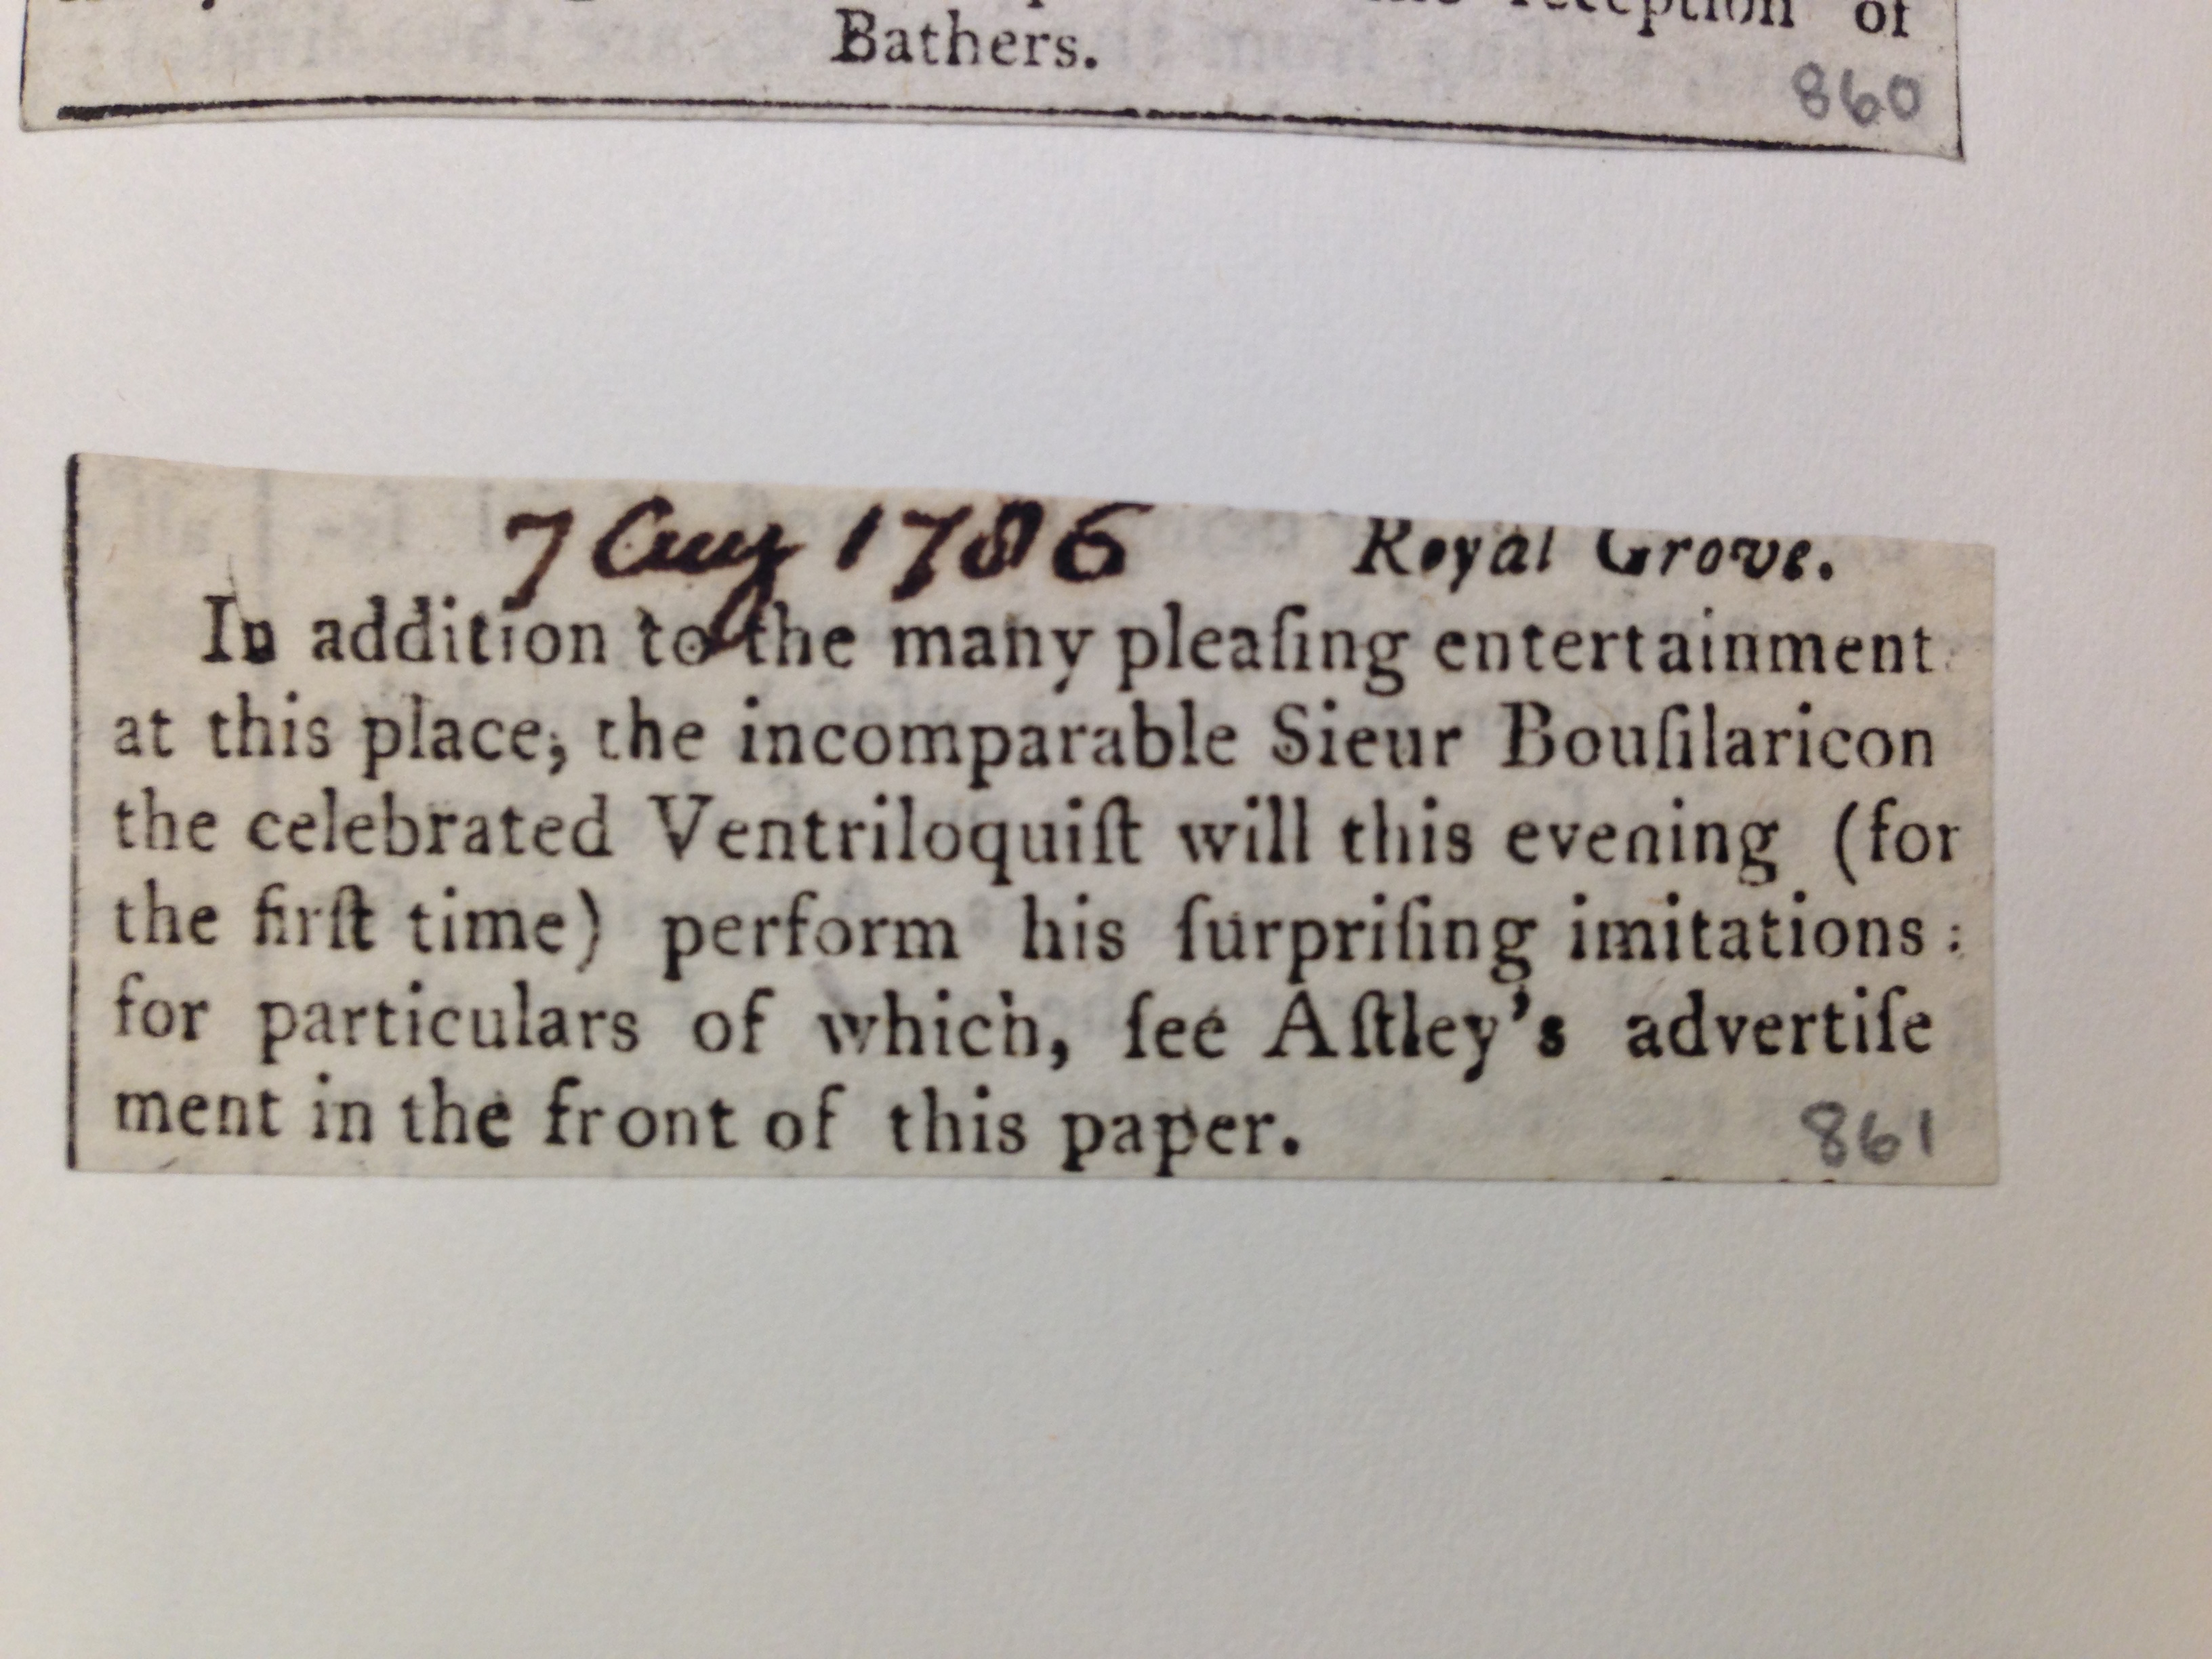 reception of
Bathers.
860
7 Aug 1786 Royal Grove.
In addition to the many pleaſing entertainment
at this place, the incomparable Sieur Bouſilaricon
the celebrated Ventriloquiſt will this evening (for
the firſt time) perform his ſurpriſing imitations:
for particulars of which, ſee Aſtley's advertiſe
ment in the front of this paper.
861